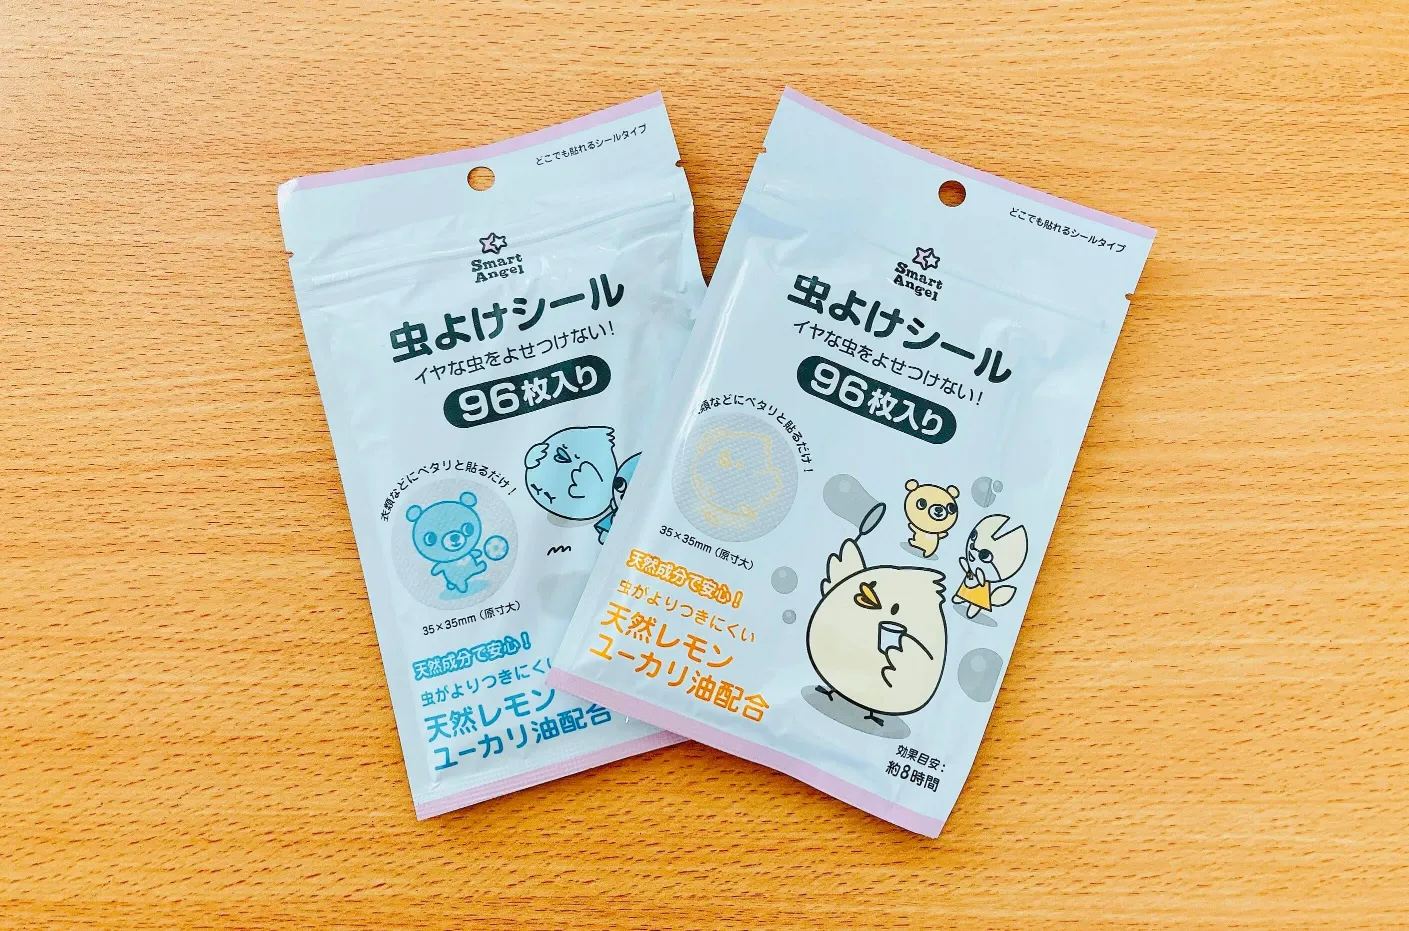 どこでも貼れるシールタイプ
Smart
Angel
虫よけシール
イヤな虫をよせつけない！
96枚入り
衣類などにペタリと貼るだけ！
35×35mm（原寸大）
天然成分で安心！
虫がよりつきにくい
天然レモン
ユーカリ油配合
どこでも貼れるシールタイプ
Smart
Angel
虫よけシール
イヤな虫をよせつけない！
96枚入り
類などにペタリと貼るだけ！
35×35mm（原寸大）
天然成分で安心！
虫がよりつきにくい
天然レモン
ユーカリ油配合
効果目安：
約8時間